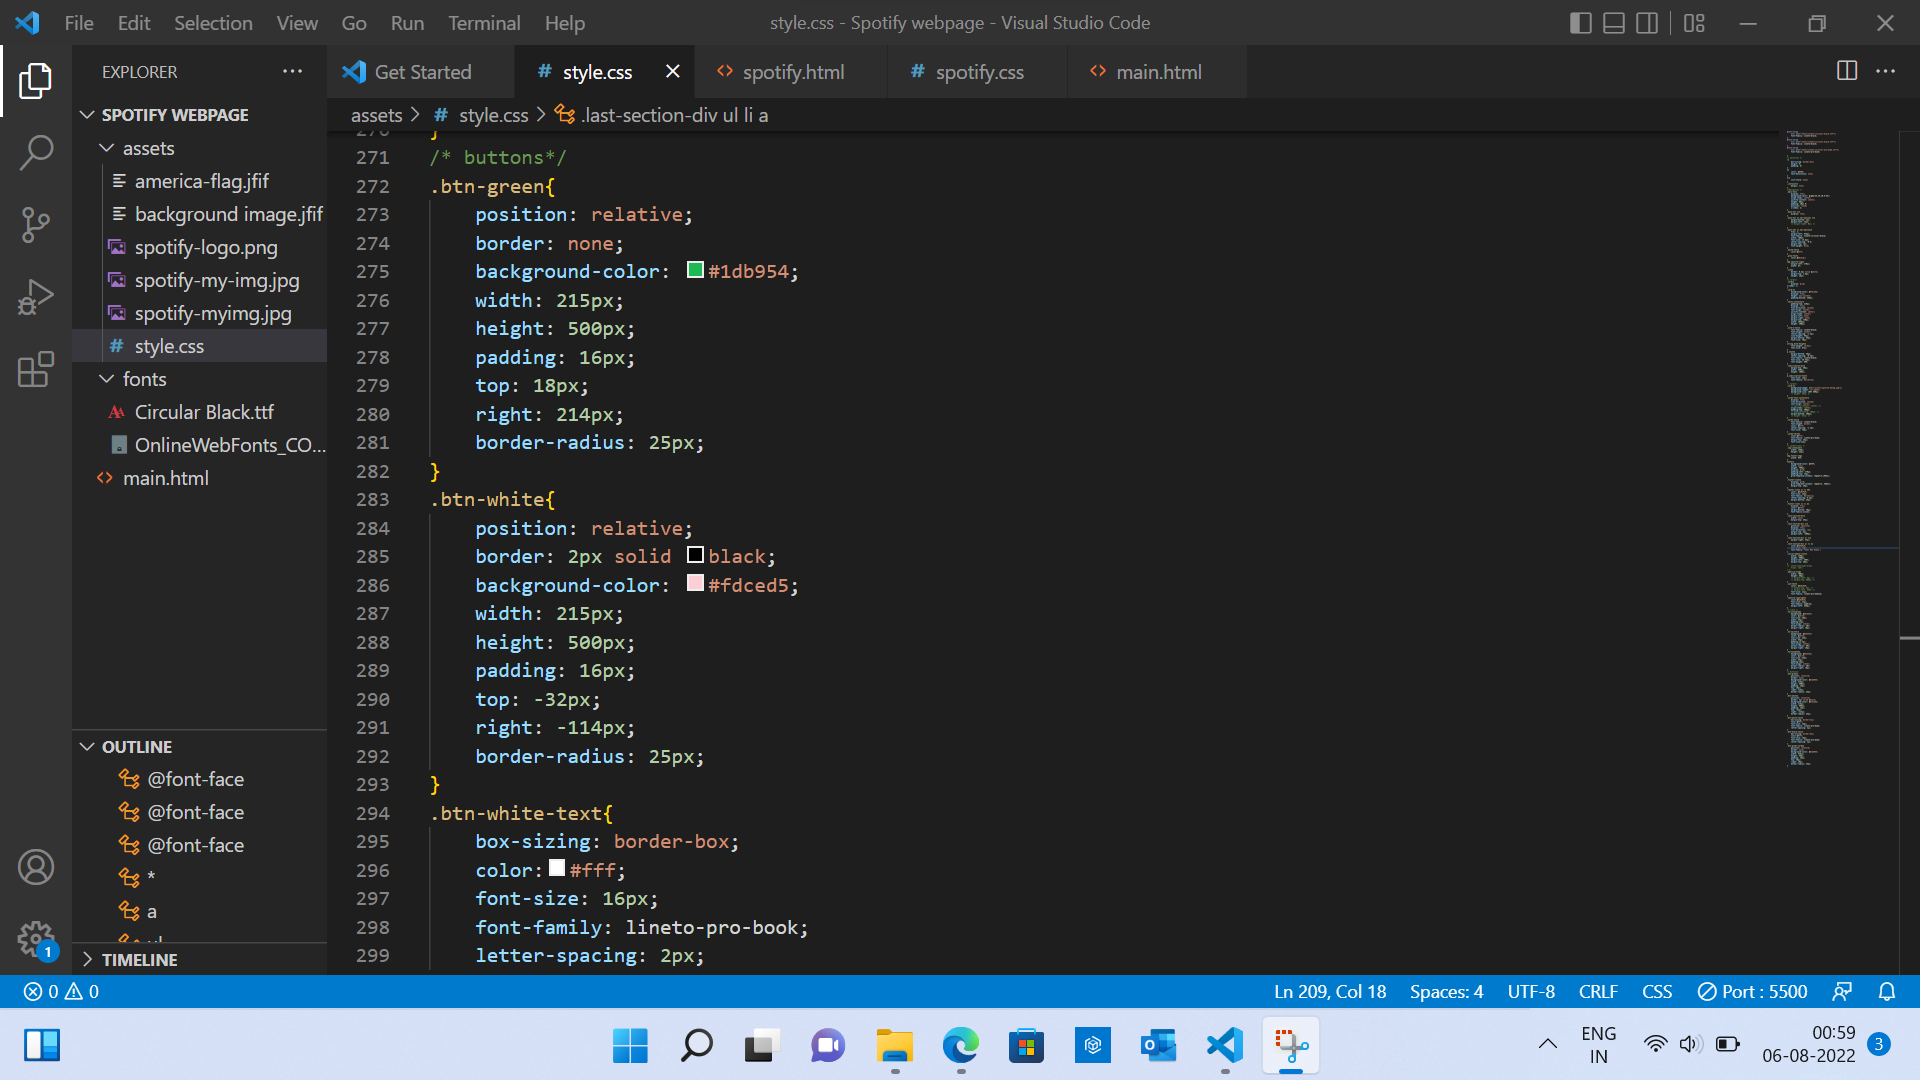 File Edit Selection View Go Run Terminal Help
style.css - Spotify webpage - Visual Studio Code
EXPLORER
Get Started
# style.css
<> spotify.html
# spotify.css
<> main.html
SPOTIFY WEBPAGE
assets > # style.css > .last-section-div ul li a
assets
america-flag.jfif
background image.jfif
spotify-logo.png
spotify-my-img.jpg
spotify-myimg.jpg
# style.css
fonts
Circular Black.ttf
OnlineWebFonts_CO...
<> main.html
OUTLINE
@font-face
@font-face
@font-face
*
a
ul
TIMELINE
270 }
271 /* buttons*/
272 .btn-green{
273 position: relative;
274 border: none;
275 background-color: #1db954;
276 width: 215px;
277 height: 500px;
278 padding: 16px;
279 top: 18px;
280 right: 214px;
281 border-radius: 25px;
282 }
283 .btn-white{
284 position: relative;
285 border: 2px solid black;
286 background-color: #fdced5;
287 width: 215px;
288 height: 500px;
289 padding: 16px;
290 top: -32px;
291 right: -114px;
292 border-radius: 25px;
293 }
294 .btn-white-text{
295 box-sizing: border-box;
296 color: #fff;
297 font-size: 16px;
298 font-family: lineto-pro-book;
299 letter-spacing: 2px;
1
0 0
Ln 209, Col 18 Spaces: 4 UTF-8 CRLF CSS Port : 5500
ENG
IN
00:59
06-08-2022
3